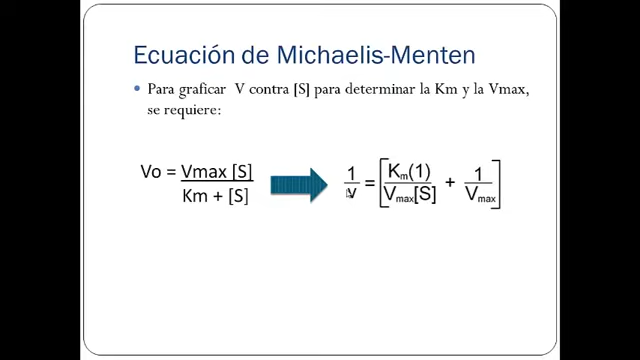 Ecuación de Michaelis-Menten
• Para graficar V contra [S] para determinar la Km y la Vmax,
se requiere:
Vo = Vmax [S]
Km + [S]
1/v = [Km(1)/Vmax[S] + 1/Vmax]